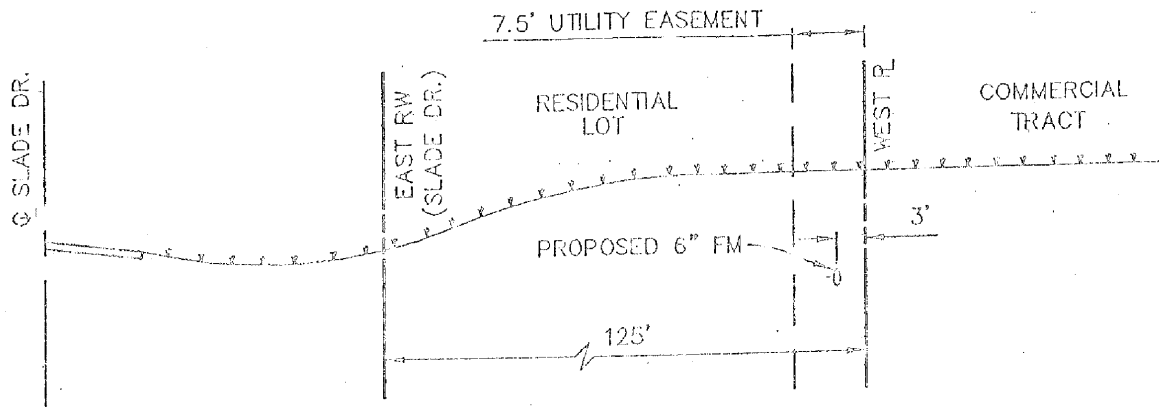 7.5' UTILITY EASEMENT
℄ SLADE DR.
EAST RW
(SLADE DR.)
RESIDENTIAL
LOT
WEST ⅊
COMMERCIAL
TRACT
3'
PROPOSED 6" FM
125'